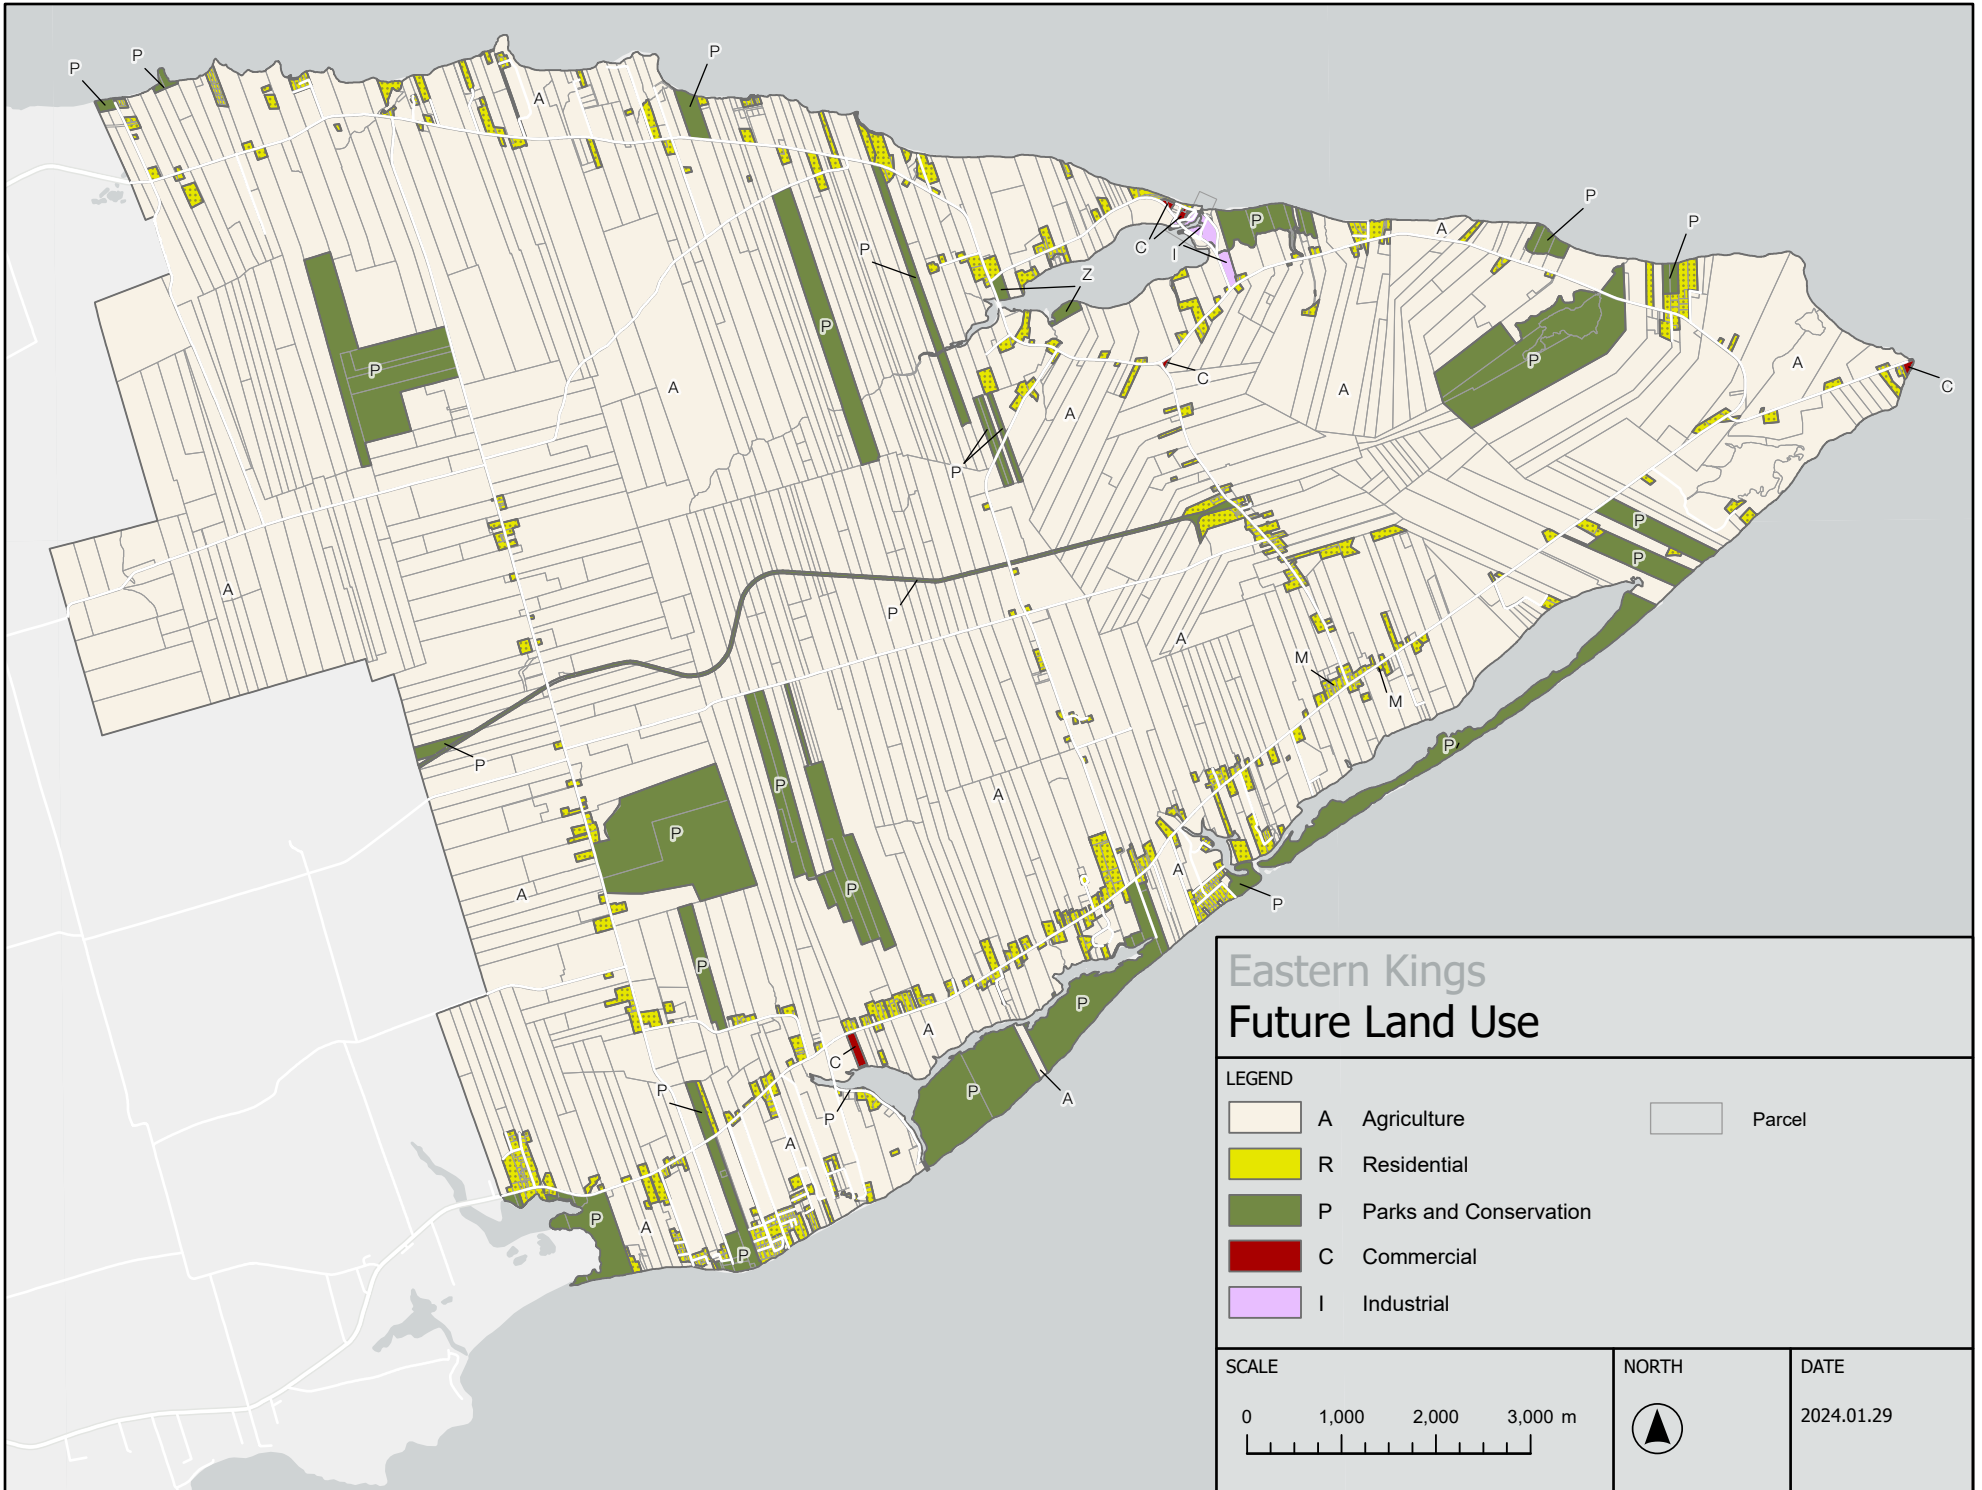 P
P
P
A
P
P
P
P
A
C
I
Z
P
P
A
P
P
A
C
A
A
P
A
C
P
P
P
A
P
A
M
M
P
P
P
P
A
A
A
P
P
P
A
P
P
A
C
P
P
A
P
P
A
P
A
P
Eastern Kings
Future Land Use
LEGEND
A Agriculture
Parcel
R Residential
P Parks and Conservation
C Commercial
I Industrial
SCALE
NORTH
DATE
0 1,000 2,000 3,000 m
2024.01.29